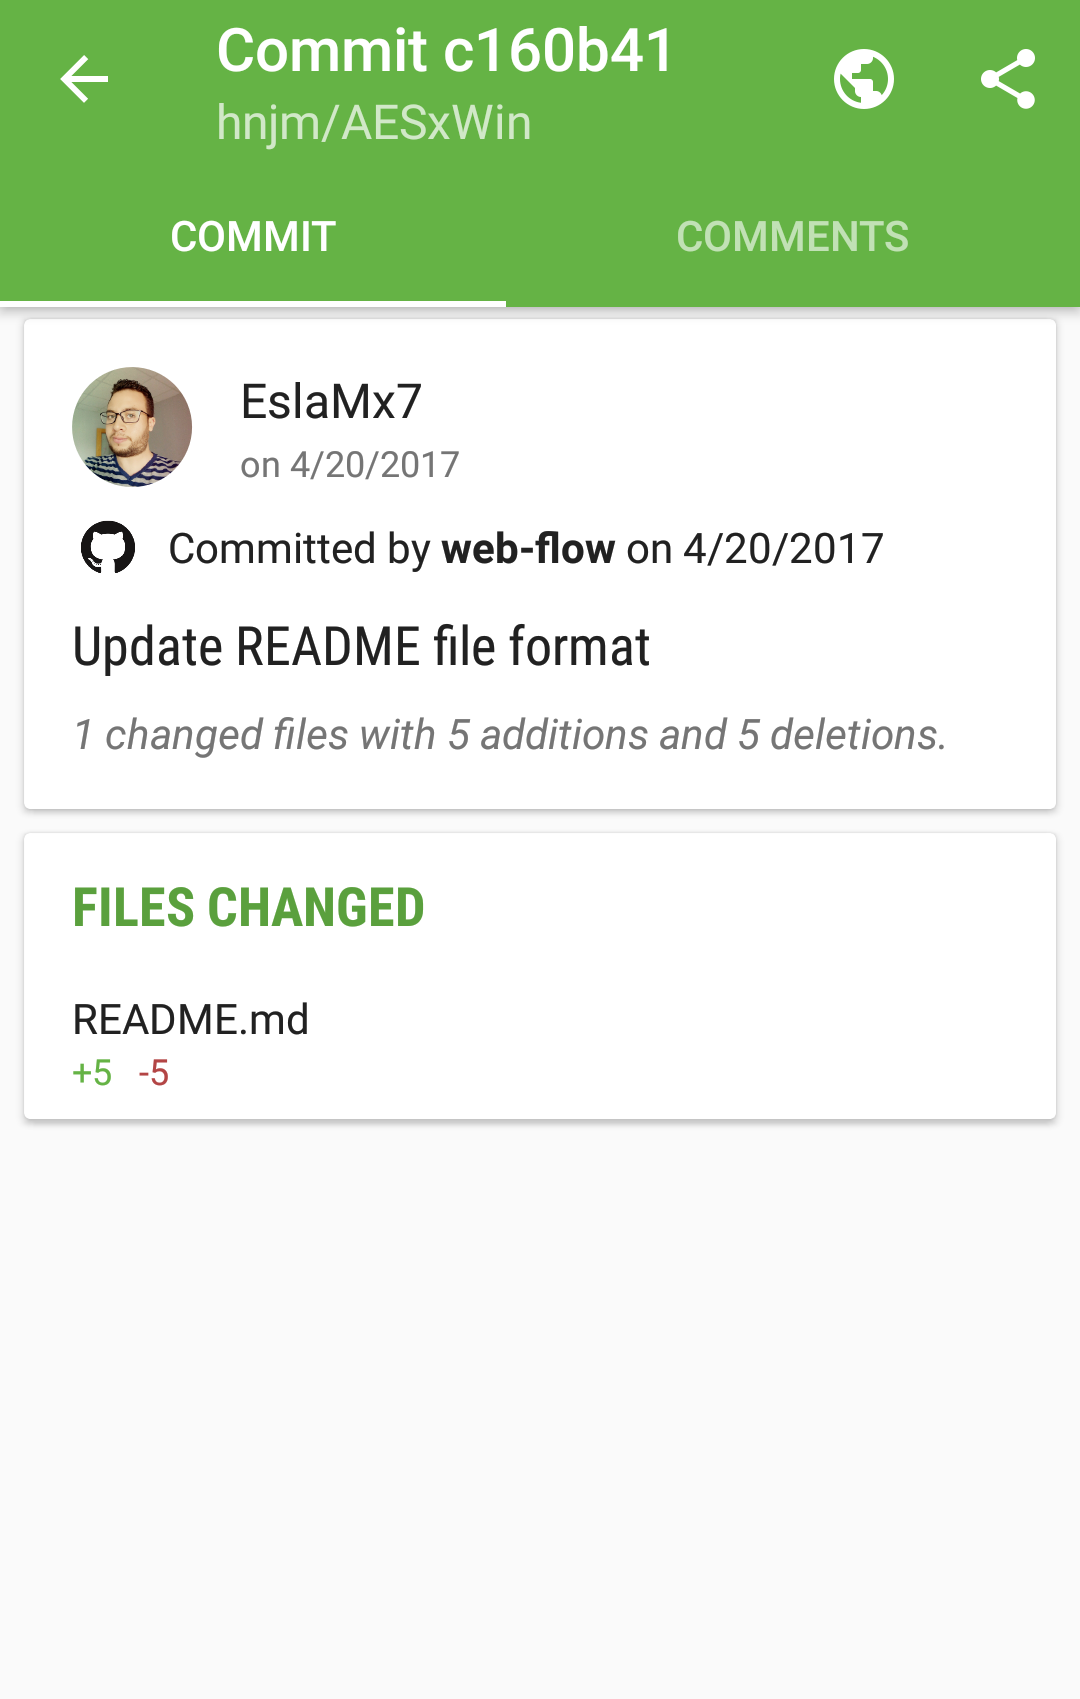 Commit c160b41
hnjm/AESxWin
COMMIT
COMMENTS
EslaMx7
on 4/20/2017
Committed by web-flow on 4/20/2017
Update README file format
1 changed files with 5 additions and 5 deletions.
FILES CHANGED
README.md
+5 -5